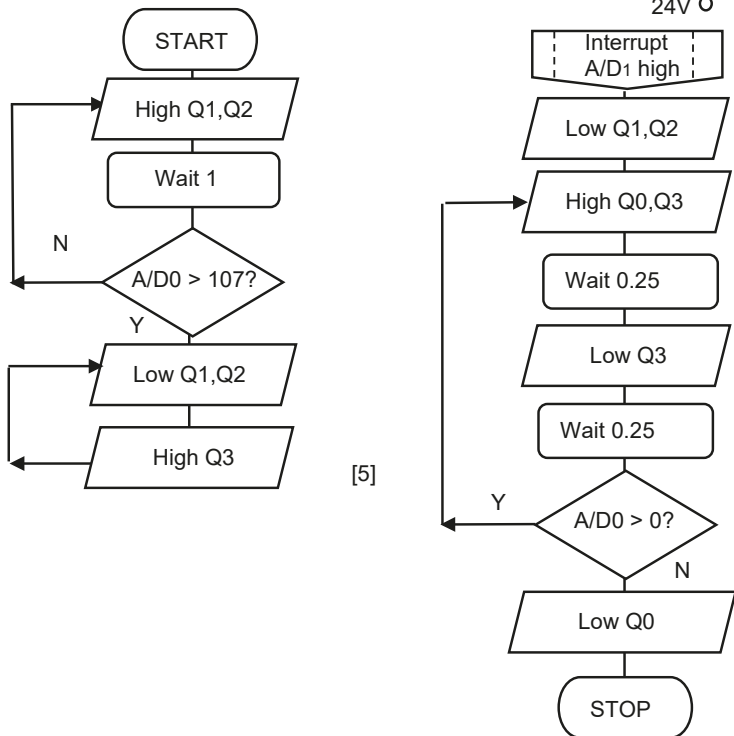 START
High Q1,Q2
Wait 1
N
A/D0 > 107?
Y
Low Q1,Q2
High Q3
[5]
24V
Interrupt
A/D1 high
Low Q1,Q2
High Q0,Q3
Wait 0.25
Low Q3
Wait 0.25
Y
A/D0 > 0?
N
Low Q0
STOP